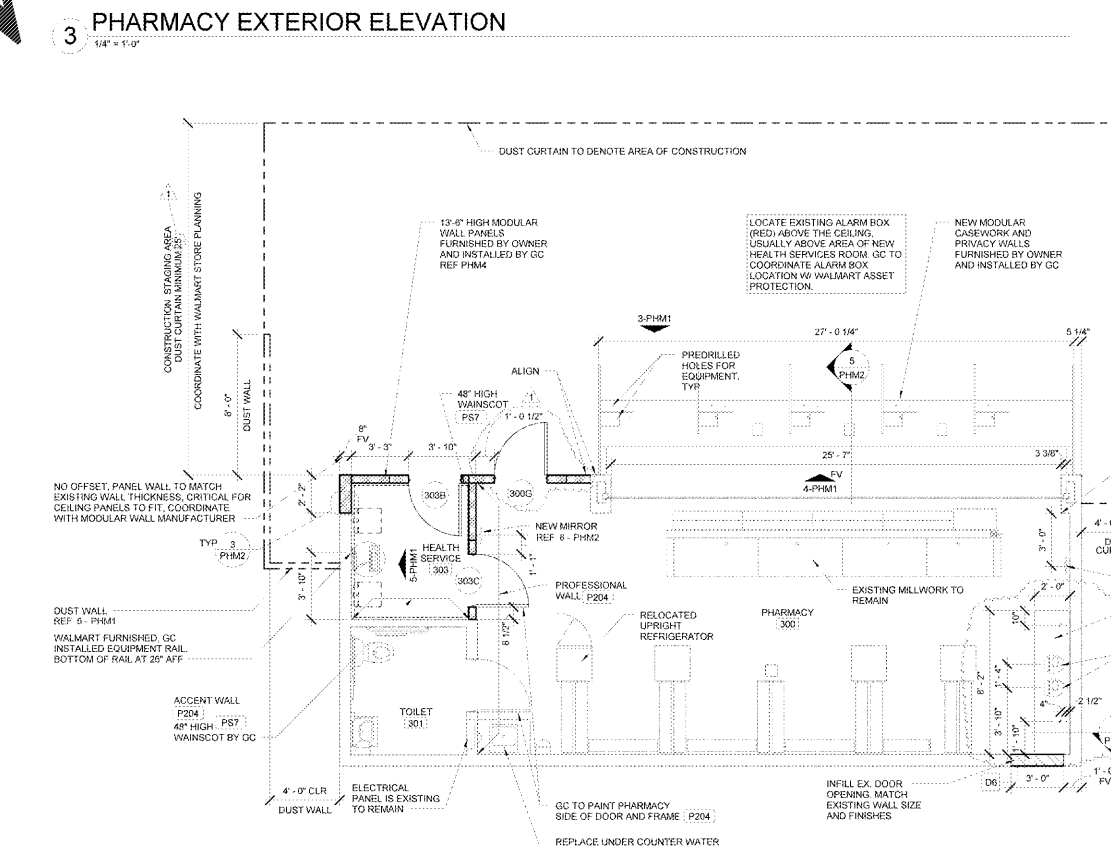 3 PHARMACY EXTERIOR ELEVATION
1/4" = 1'-0"
DUST CURTAIN TO DENOTE AREA OF CONSTRUCTION
1
CONSTRUCTION STAGING AREA
DUST CURTAIN MINIMUM 25'
COORDINATE WITH WALMART STORE PLANNING
13'-6" HIGH MODULAR
WALL PANELS
FURNISHED BY OWNER
AND INSTALLED BY GC
REF PHM4
LOCATE EXISTING ALARM BOX
(RED) ABOVE THE CEILING.
USUALLY ABOVE AREA OF NEW
HEALTH SERVICES ROOM. GC TO
COORDINATE ALARM BOX
LOCATION W/ WALMART ASSET
PROTECTION.
NEW MODULAR
CASEWORK AND
PRIVACY WALLS
FURNISHED BY OWNER
AND INSTALLED BY GC
3-PHM1
27' - 0 1/4"
5 1/4"
PREDRILLED
HOLES FOR
EQUIPMENT.
TYP
5
PHM2
ALIGN
8' - 0"
DUST WALL
48" HIGH
WAINSCOT
PS7
1
1' - 0 1/2"
8"
FV
3' - 3"
3' - 10"
25' - 7"
FV
3 3/8"
4-PHM1
NO OFFSET, PANEL WALL TO MATCH
EXISTING WALL THICKNESS, CRITICAL FOR
CEILING PANELS TO FIT, COORDINATE
WITH MODULAR WALL MANUFACTURER
2' - 2"
303B
300G
NEW MIRROR
REF 6 - PHM2
TYP
3
PHM2
5-PHM1
HEALTH
SERVICE
303
303C
1' - 1"
3' - 10"
3' - 0"
4' -
D
CU
PROFESSIONAL
WALL P204
EXISTING MILLWORK TO
REMAIN
2' - 0"
DUST WALL
REF 5 - PHM1
WALMART FURNISHED, GC
INSTALLED EQUIPMENT RAIL.
BOTTOM OF RAIL AT 26" AFF
8 1/2"
RELOCATED
UPRIGHT
REFRIGERATOR
PHARMACY
300
10"
8' - 2"
1' - 4"
4"
2 1/2"
3' - 10"
1' - 10"
ACCENT WALL
P204
48" HIGH PS7
WAINSCOT BY GC
TOILET
301
P
4' - 0" CLR
DUST WALL
ELECTRICAL
PANEL IS EXISTING
TO REMAIN
GC TO PAINT PHARMACY
SIDE OF DOOR AND FRAME P204
REPLACE UNDER COUNTER WATER
INFILL EX. DOOR
OPENING. MATCH
EXISTING WALL SIZE
AND FINISHES
D6
3' - 0"
1' - 0
FV